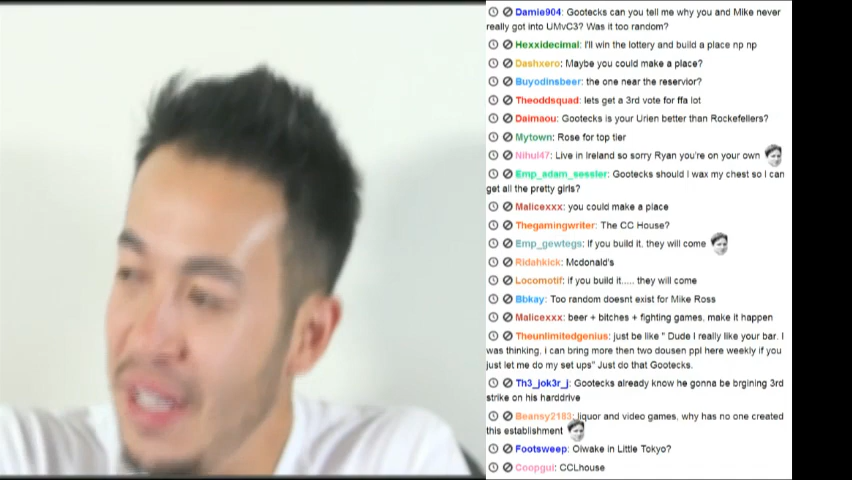 Damie904: Gootecks can you tell me why you and Mike never
really got into UMvC3? Was it too random?
Hexxidecimal: I'll win the lottery and build a place np np
Dashxero: Maybe you could make a place?
Buyodinsbeer: the one near the reservior?
Theoddsquad: lets get a 3rd vote for ffa lot
Daimaou: Gootecks is your Urien better than Rockefellers?
Mytown: Rose for top tier
Nihul47: Live in Ireland so sorry Ryan you're on your own
Emp_adam_sessler: Gootecks should I wax my chest so I can
get all the pretty girls?
Malicexxx: you could make a place
Thegamingwriter: The CC House?
Emp_gewtegs: If you build it, they will come
Ridahkick: Mcdonald's
Locomotif: if you build it..... they will come
Bbkay: Too random doesnt exist for Mike Ross
Malicexxx: beer + bitches + fighting games, make it happen
Theunlimitedgenius: just be like " Dude I really like your bar. I
was thinking, i can bring more then two dousen ppl here weekly if you
just let me do my set ups" Just do that Gootecks.
Th3_jok3r_j: Gootecks already know he gonna be brgining 3rd
strike on his harddrive
Beansy2183: liquor and video games, why has no one created
this establishment
Footsweep: Oiwake in Little Tokyo?
Coopgui: CCLhouse